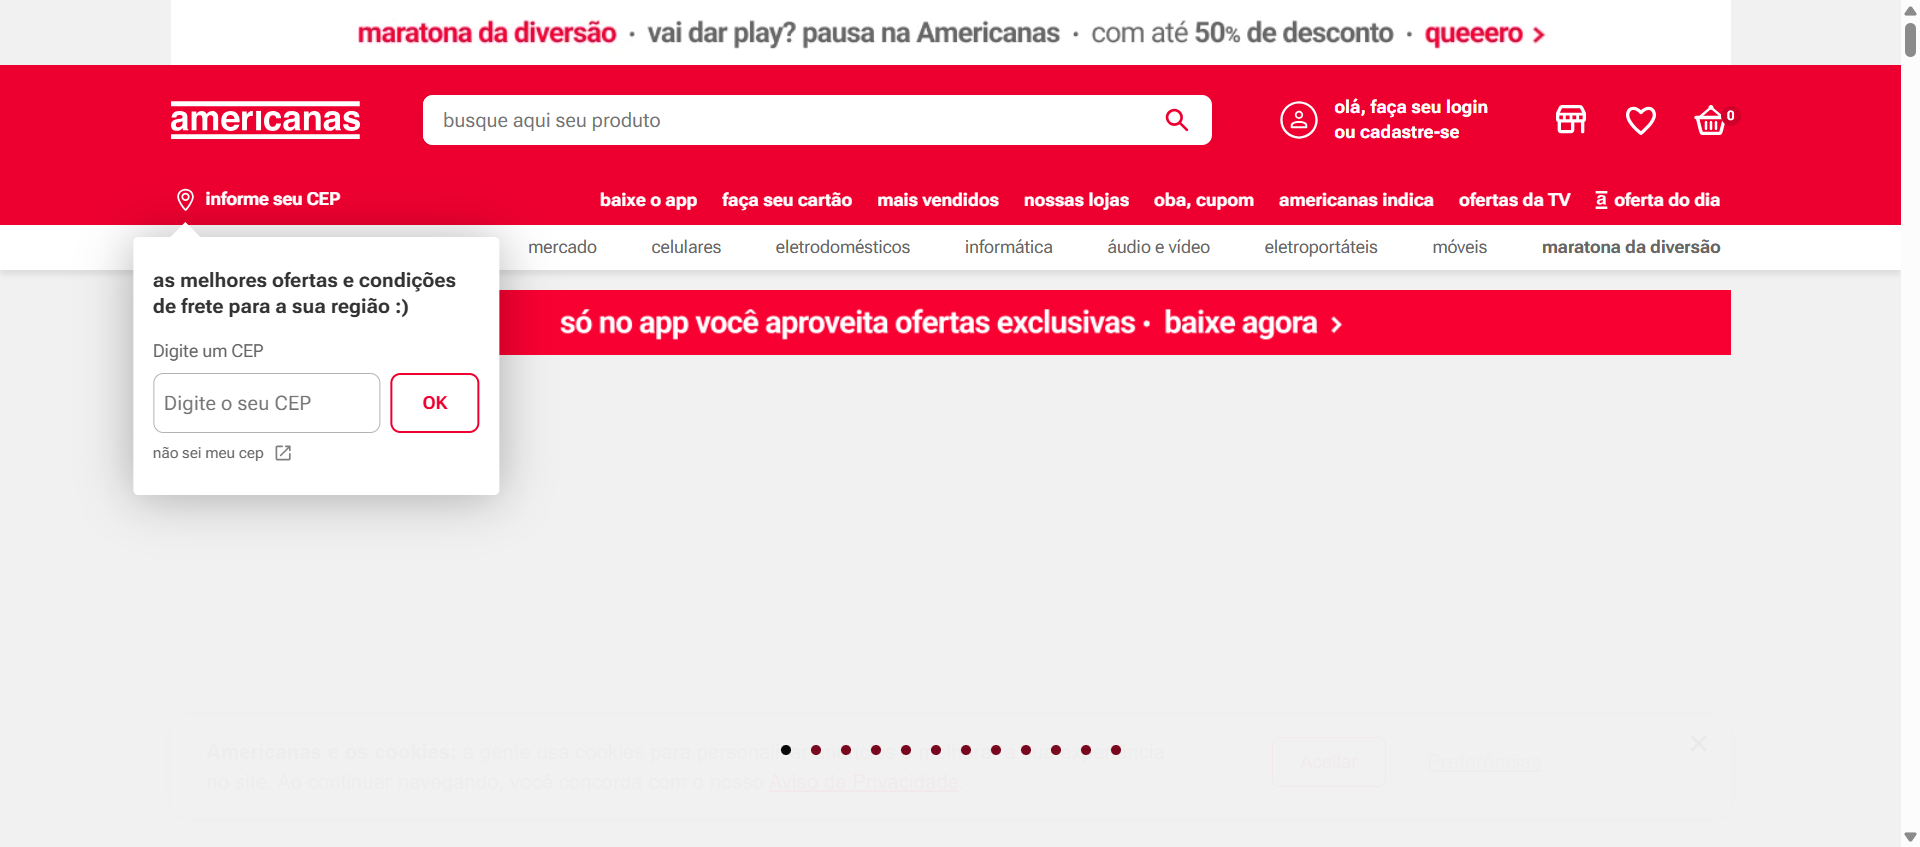 maratona da diversão · vai dar play? pausa na Americanas · com até 50% de desconto · queeero >
americanas
busque aqui seu produto
olá, faça seu login
ou cadastre-se
0
informe seu CEP
baixe o app faça seu cartão mais vendidos nossas lojas oba, cupom americanas indica ofertas da TV a oferta do dia
mercado celulares eletrodomésticos informática áudio e vídeo eletroportáteis móveis maratona da diversão
as melhores ofertas e condições
de frete para a sua região :)
Digite um CEP
Digite o seu CEP
OK
não sei meu cep
só no app você aproveita ofertas exclusivas · baixe agora >
Americanas e os cookies: a gente usa cookies para
no site. Ao continuar navegando, você concorda com o nosso Aviso de Privacidade
Aceitar
Preferências